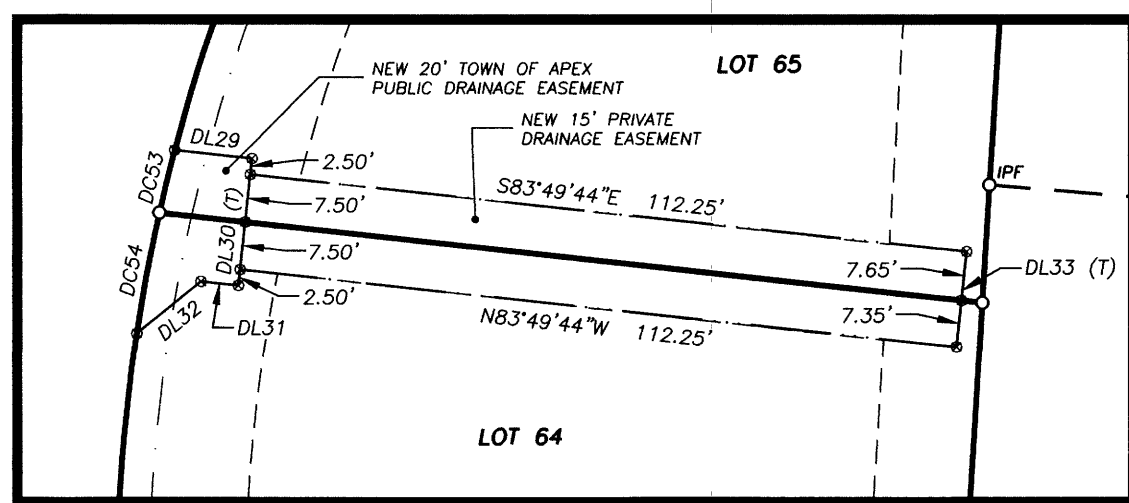 LOT 65
NEW 20' TOWN OF APEX
PUBLIC DRAINAGE EASEMENT
NEW 15' PRIVATE
DRAINAGE EASEMENT
DL29
2.50'
DC53
IPF
S83°49'44"E 112.25'
7.50'
DL30 (T)
7.50'
7.65'
DL33 (T)
DC54
2.50'
7.35'
DL32
DL31
N83°49'44"W 112.25'
LOT 64